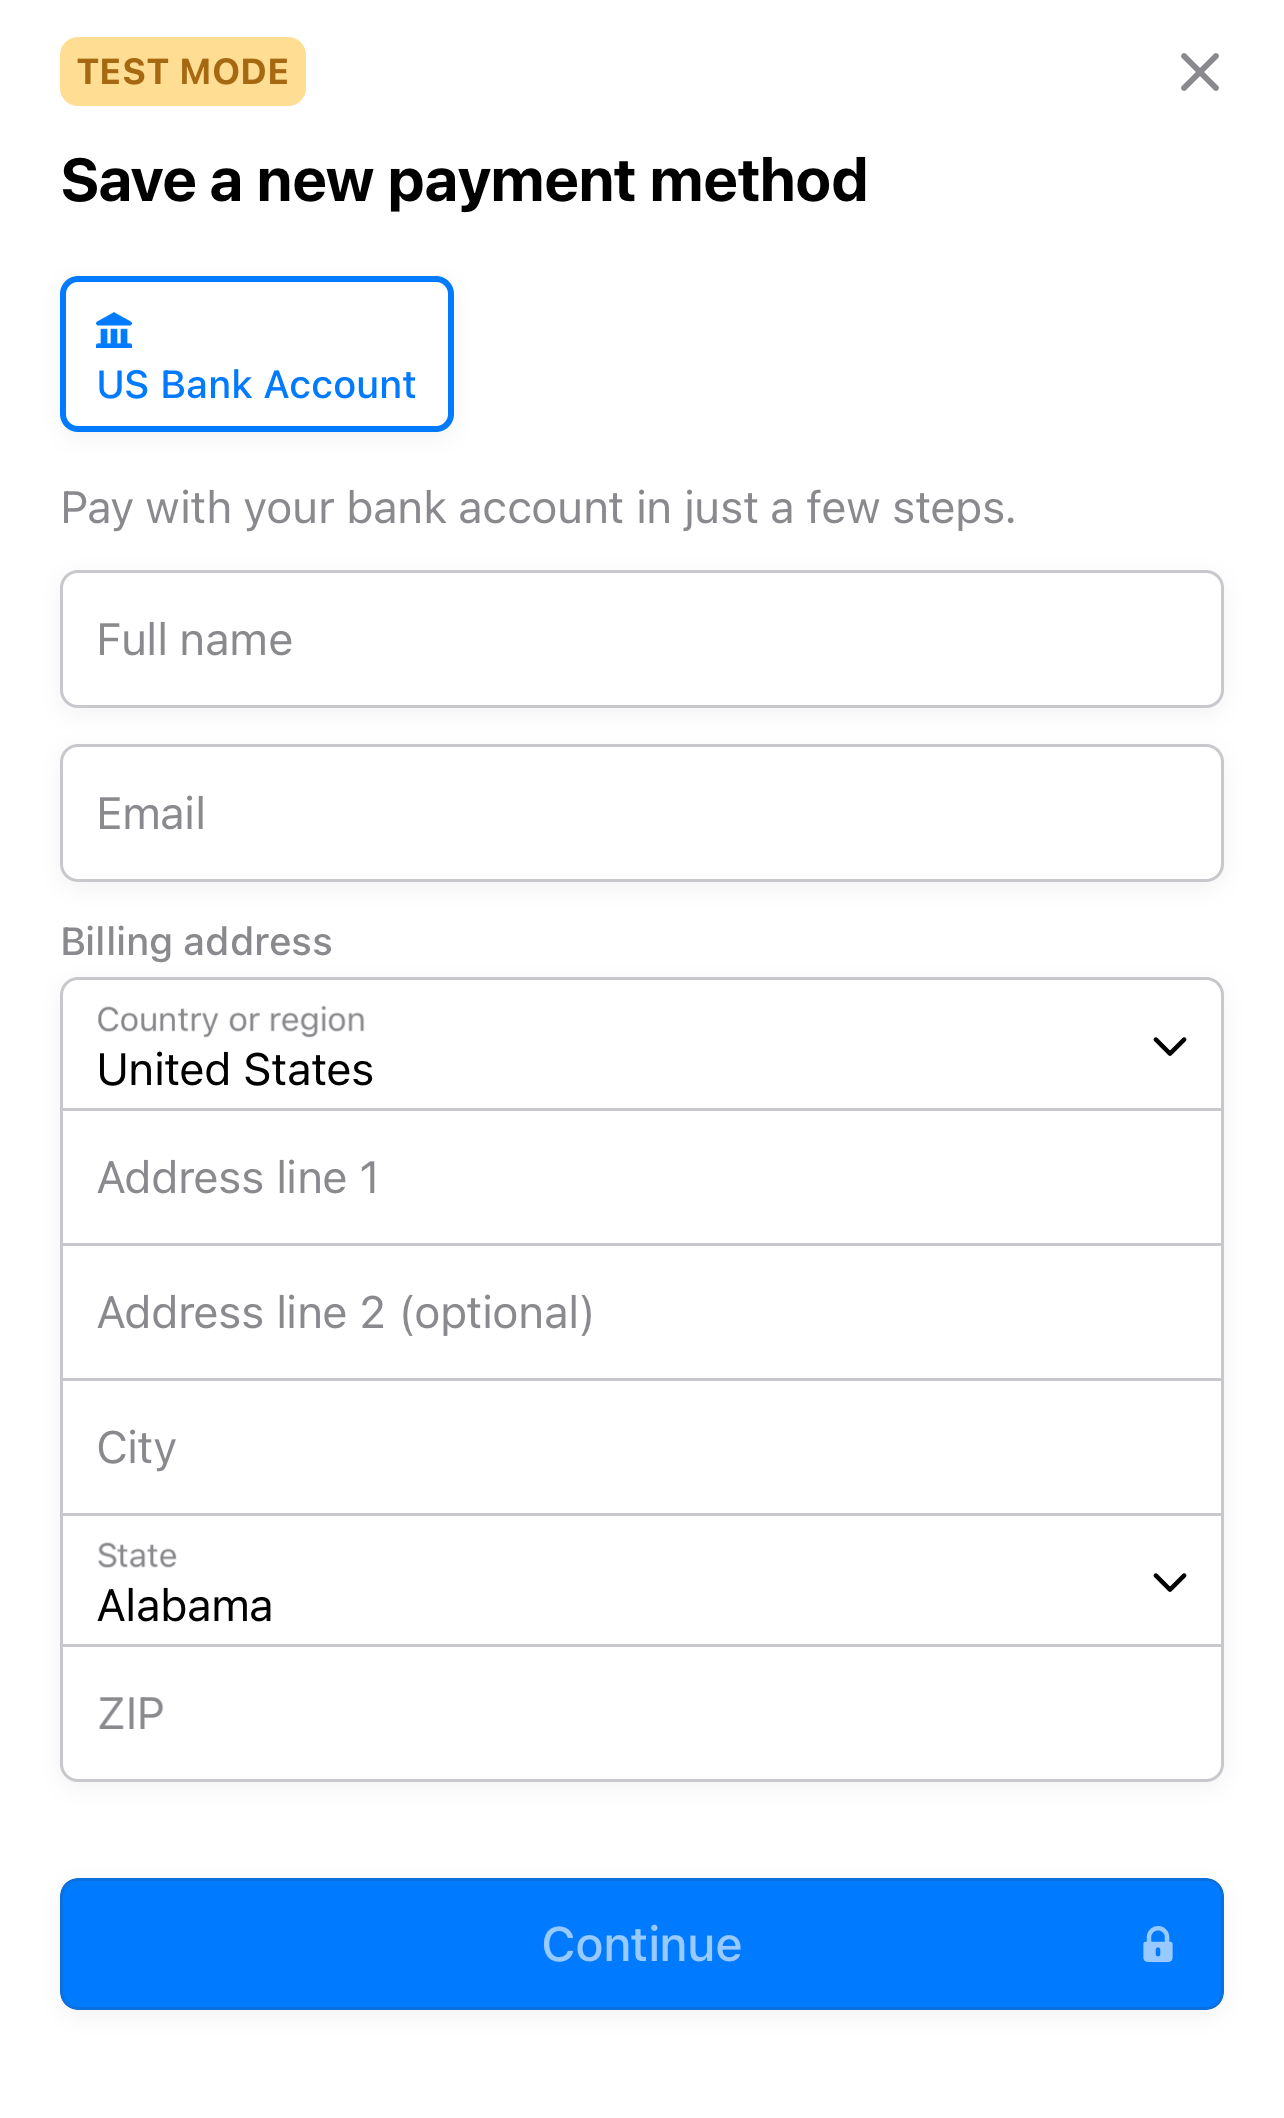 TEST MODE
Save a new payment method
US Bank Account
Pay with your bank account in just a few steps.
Full name
Email
Billing address
Country or region
United States
Address line 1
Address line 2 (optional)
City
State
Alabama
ZIP
Continue